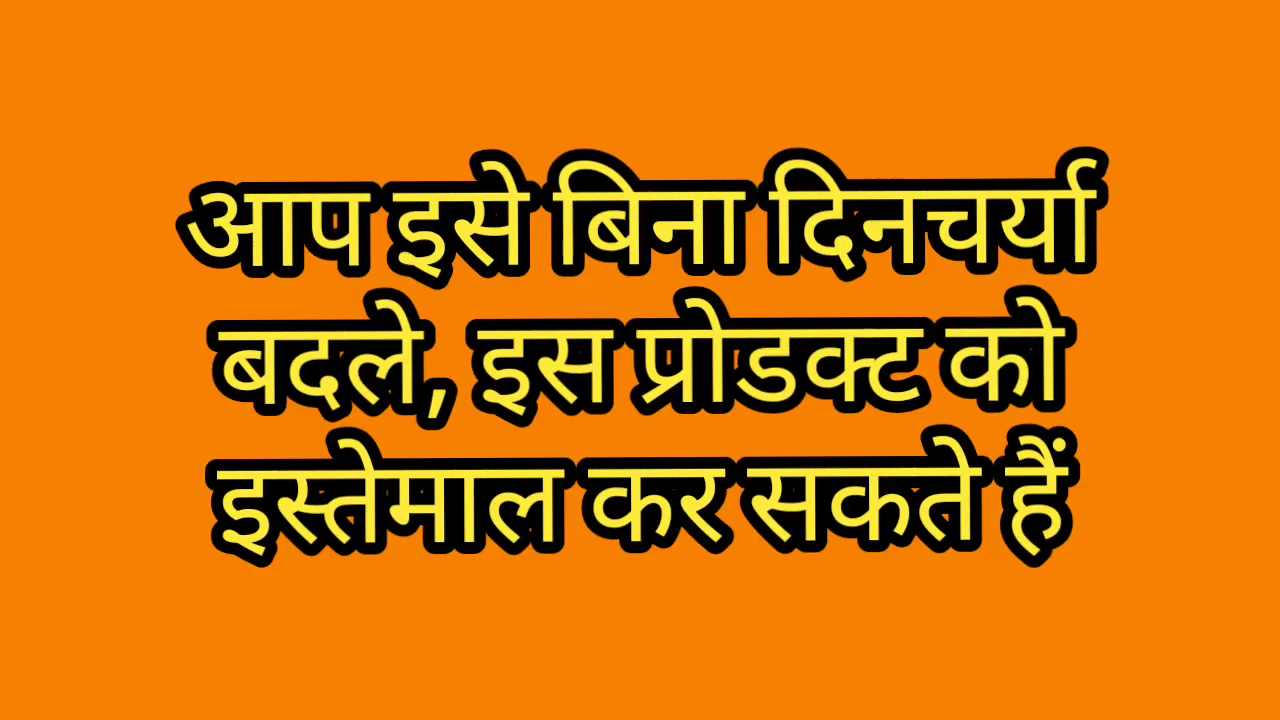 आप इसे बिना दिनचर्या
बदले, इस प्रोडक्ट को
इस्तेमाल कर सकते हैं